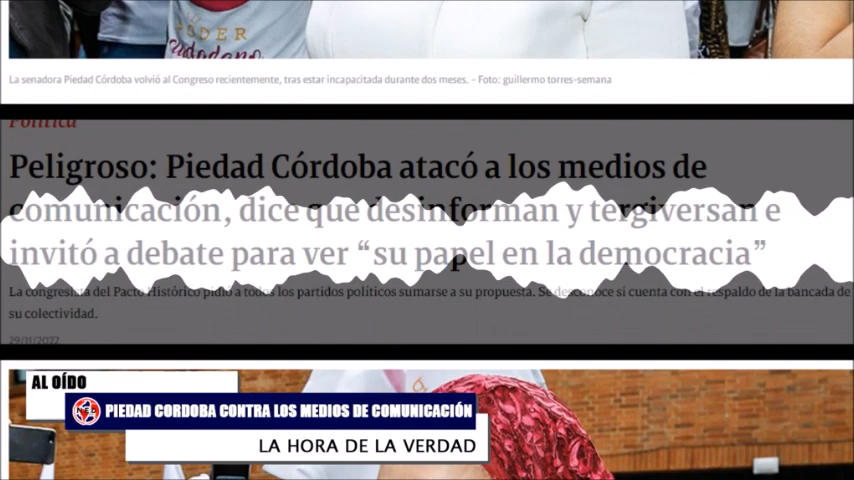 PODER
ciudadano
La senadora Piedad Córdoba volvió al Congreso recientemente, tras estar incapacitada durante dos meses. - Foto: guillermo torres-semana
Política
Peligroso: Piedad Córdoba atacó a los medios de
comunicación, dice que desinforman y tergiversan e
invitó a debate para ver “su papel en la democracia”
La congresista del Pacto Histórico pidió a todos los partidos políticos sumarse a su propuesta. Se desconoce si cuenta con el respaldo de la bancada de
su colectividad.
29/11/2022
AL OÍDO
PIEDAD CORDOBA CONTRA LOS MEDIOS DE COMUNICACIÓN
LA HORA DE LA VERDAD